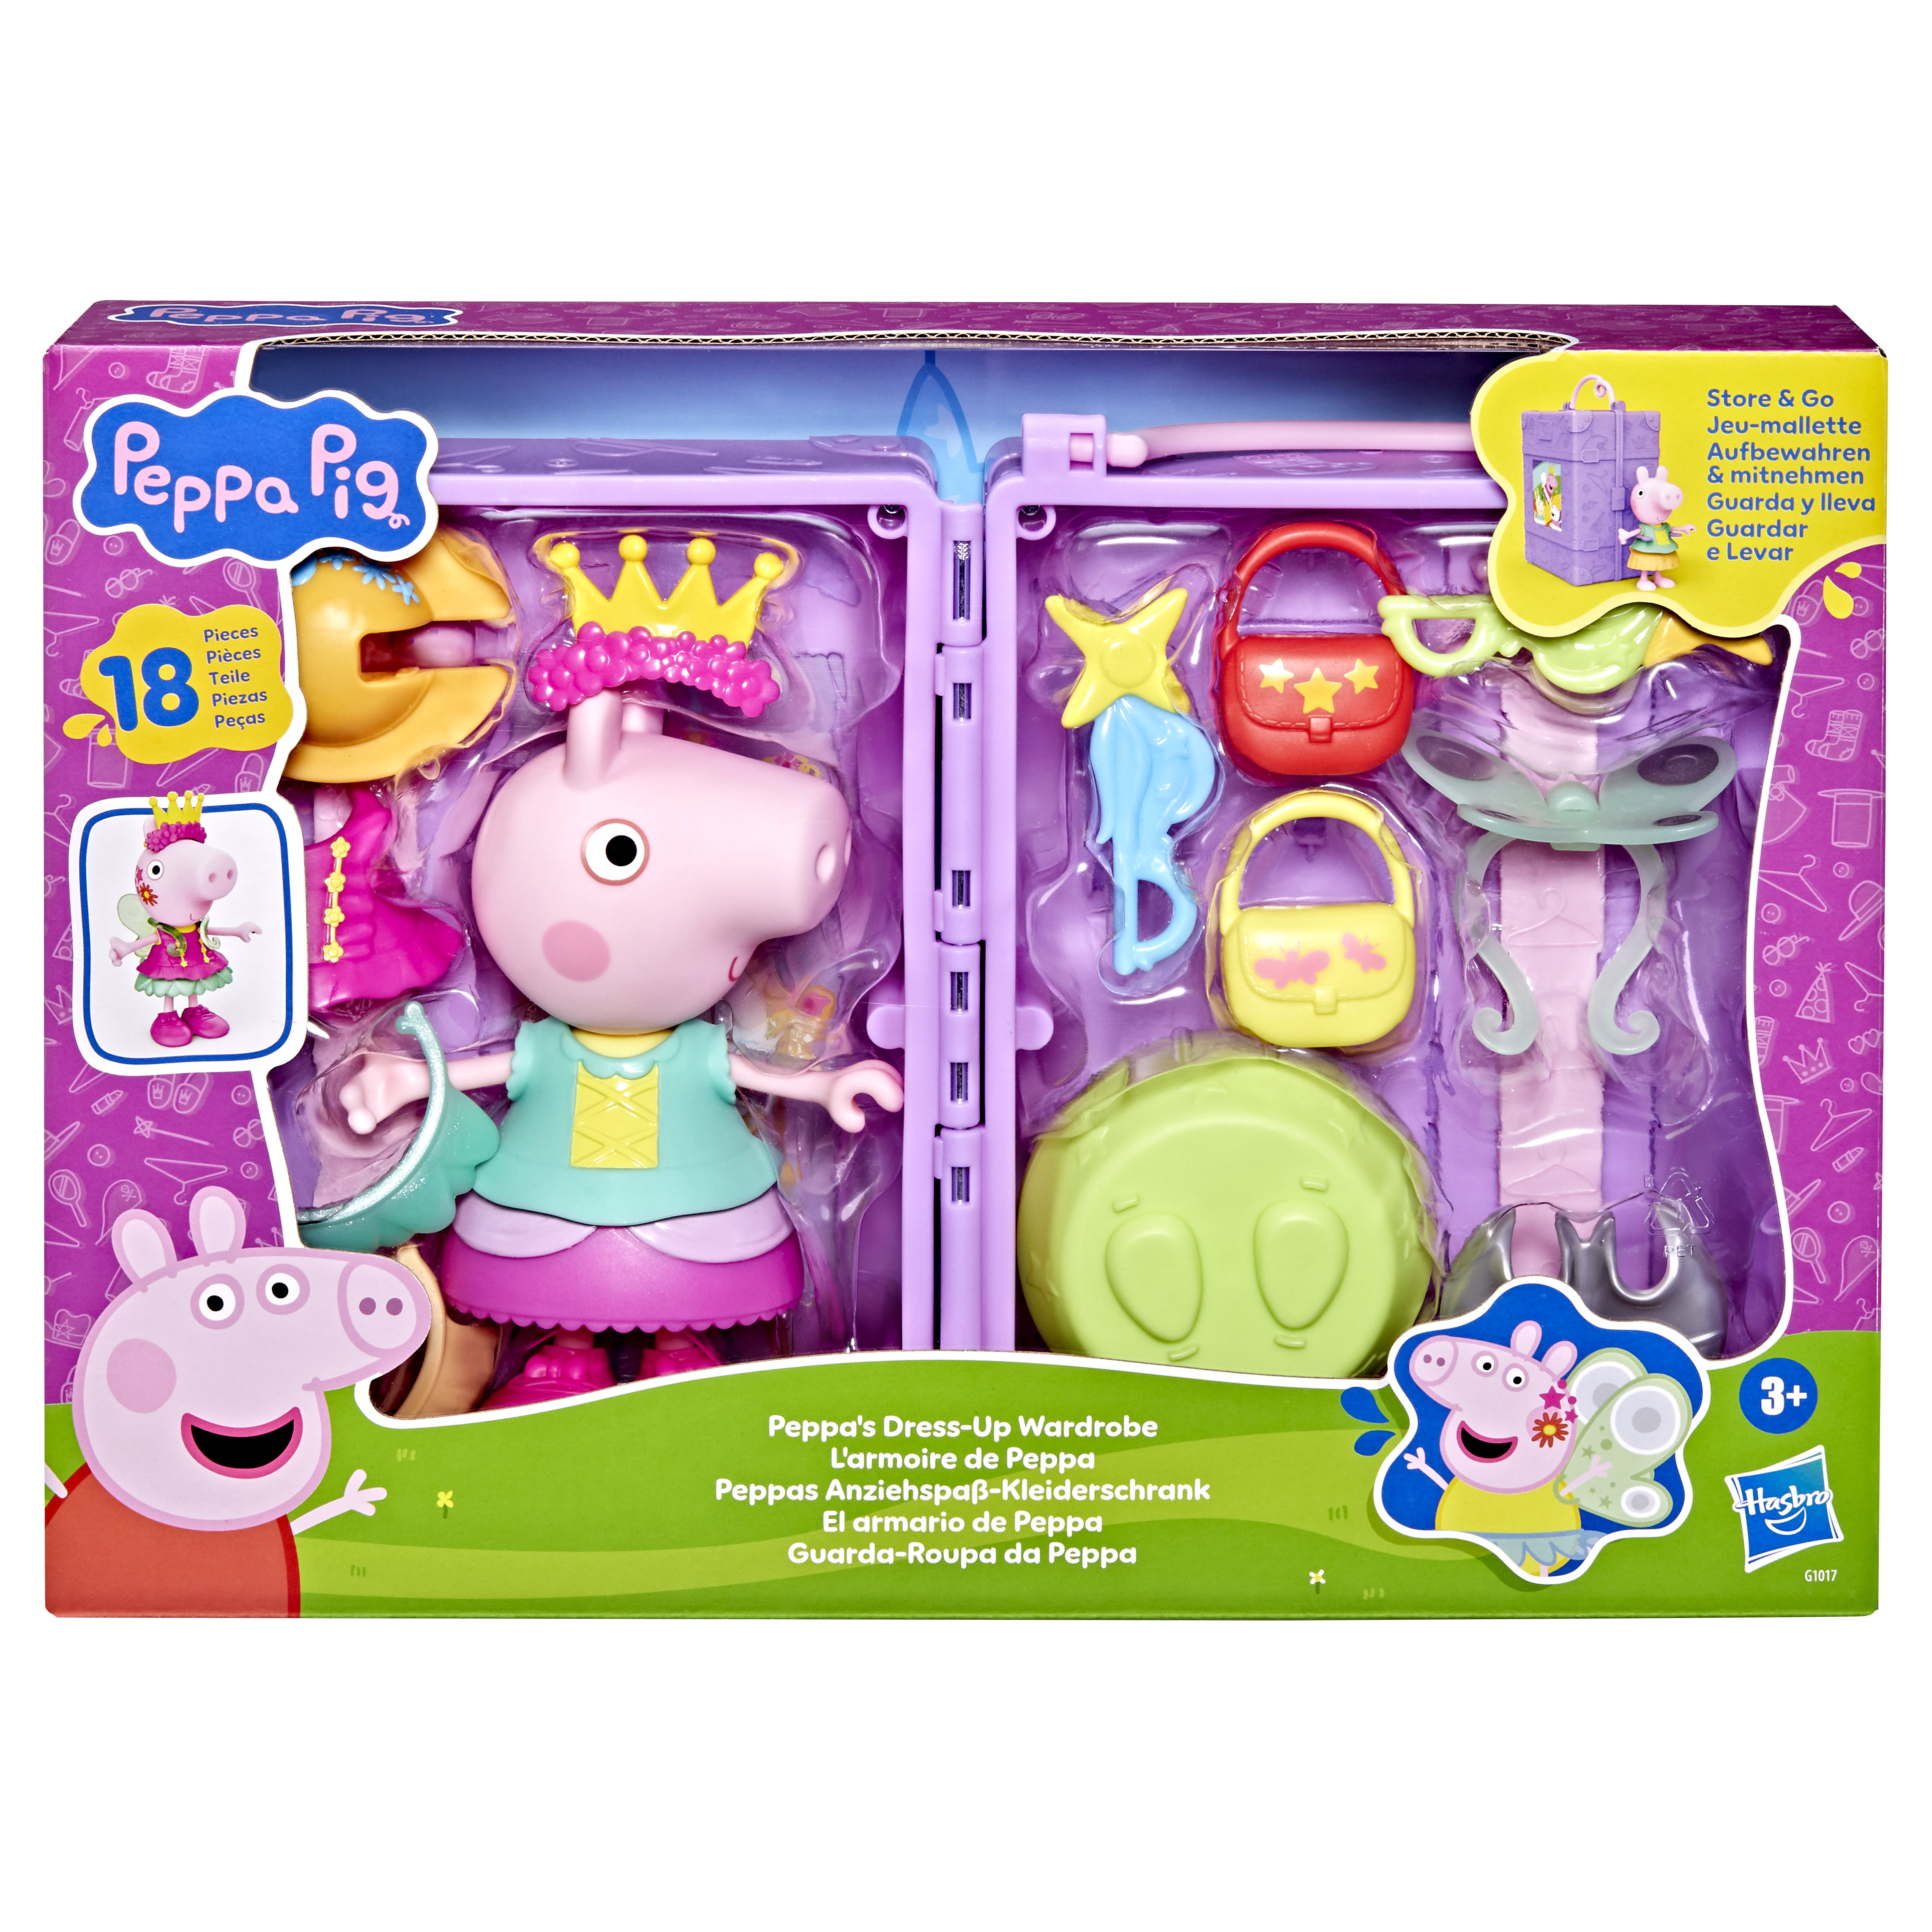 Peppa Pig
Peppa Pig
Store & Go
Jeu-mallette
Aufbewahren
& mitnehmen
Guarda y lleva
Guardar
e Levar
18
Pieces
Pièces
Teile
Piezas
Peças
PET
Peppa's Dress-Up Wardrobe
L'armoire de Peppa
Peppas Anziehspaß-Kleiderschrank
El armario de Peppa
Guarda-Roupa da Peppa
3+
Hasbro
G1017